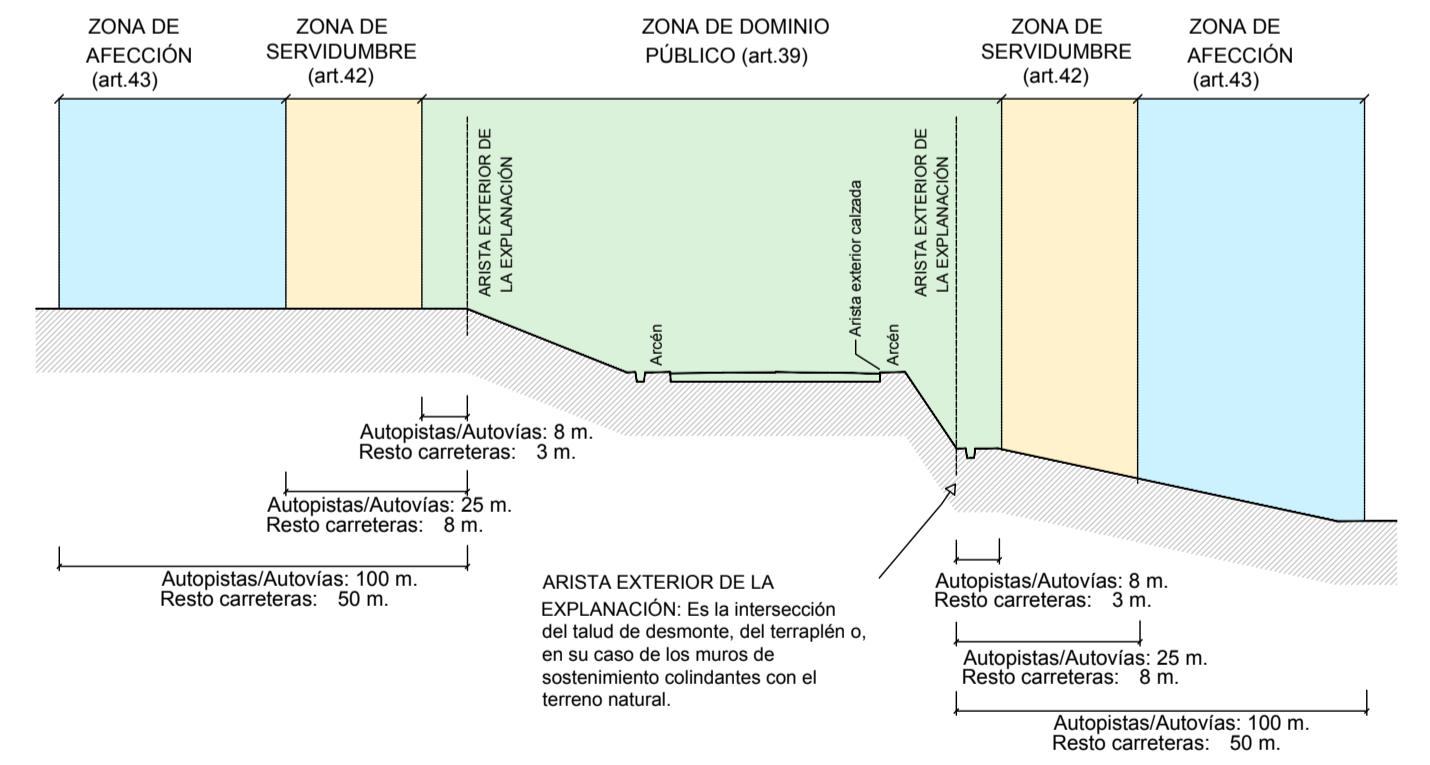 ZONA DE
AFECCIÓN
(art.43)
ZONA DE
SERVIDUMBRE
(art.42)
ZONA DE DOMINIO
PÚBLICO (art.39)
ZONA DE
SERVIDUMBRE
(art.42)
ZONA DE
AFECCIÓN
(art.43)
ARISTA EXTERIOR DE
LA EXPLANACIÓN
Arcén
Arista exterior calzada
Arcén
ARISTA EXTERIOR DE
LA EXPLANACIÓN
Autopistas/Autovías: 8 m.
Resto carreteras: 3 m.
Autopistas/Autovías: 25 m.
Resto carreteras: 8 m.
Autopistas/Autovías: 100 m.
Resto carreteras: 50 m.
ARISTA EXTERIOR DE LA
EXPLANACIÓN: Es la intersección
del talud de desmonte, del terraplén o,
en su caso de los muros de
sostenimiento colindantes con el
terreno natural.
Autopistas/Autovías: 8 m.
Resto carreteras: 3 m.
Autopistas/Autovías: 25 m.
Resto carreteras: 8 m.
Autopistas/Autovías: 100 m.
Resto carreteras: 50 m.